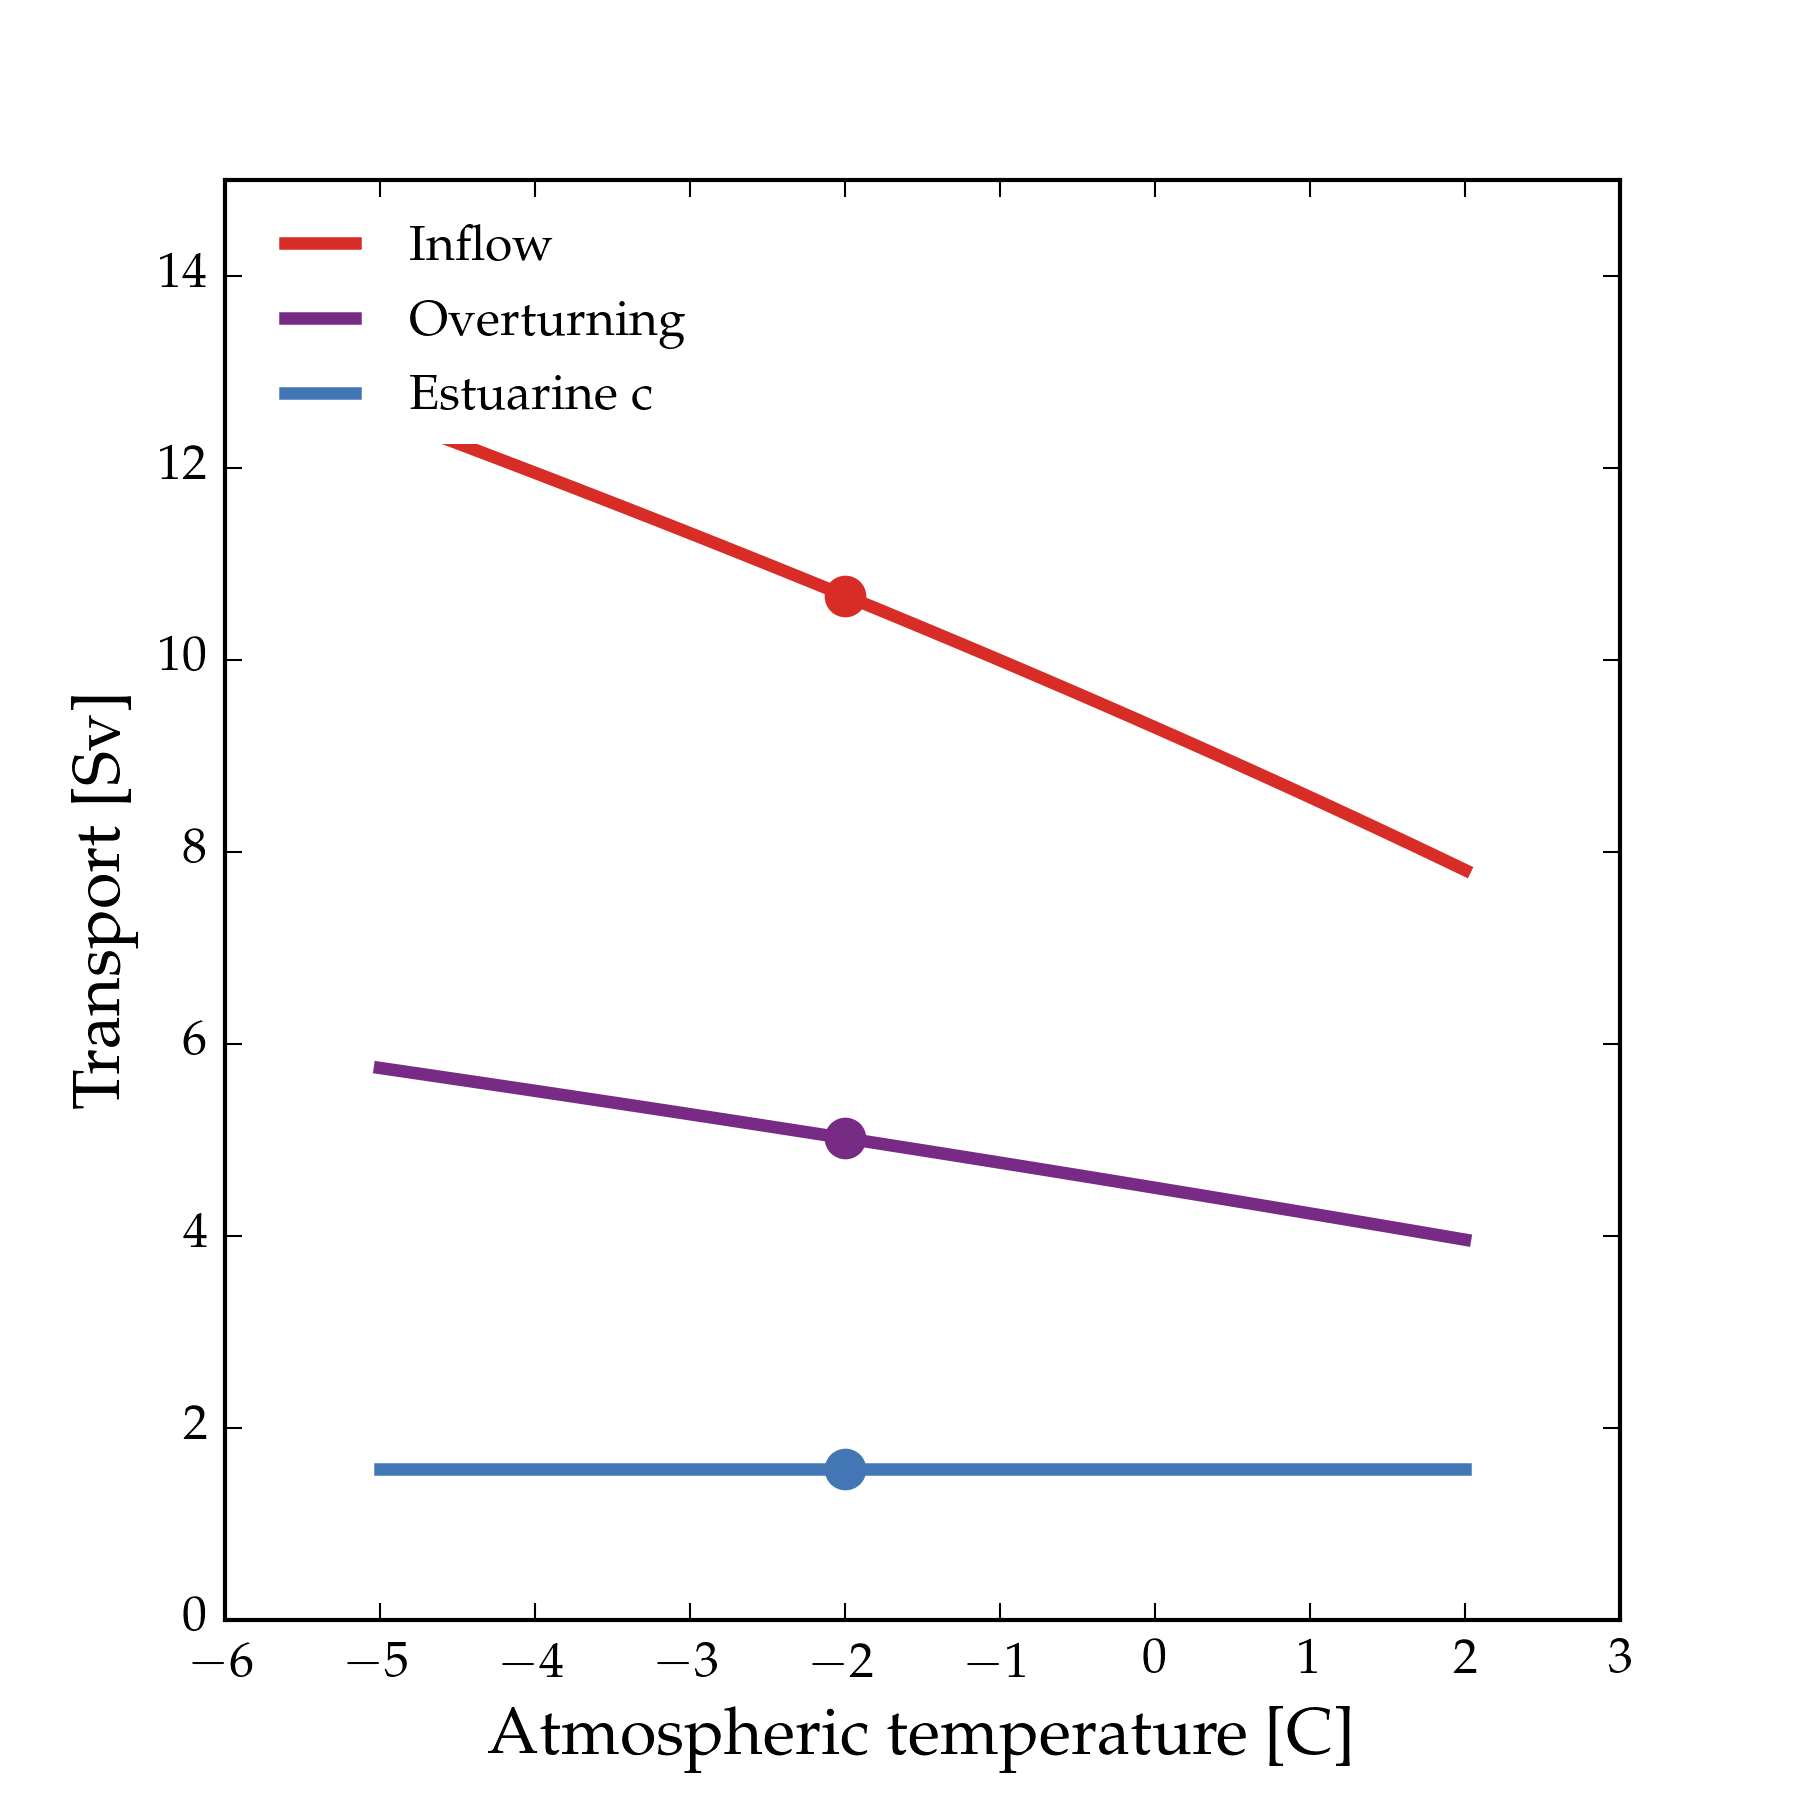 Inflow
Overturning
Estuarine c
14
12
10
8
6
4
2
0
Transport [Sv]
−6 −5 −4 −3 −2 −1 0 1 2 3
Atmospheric temperature [C]